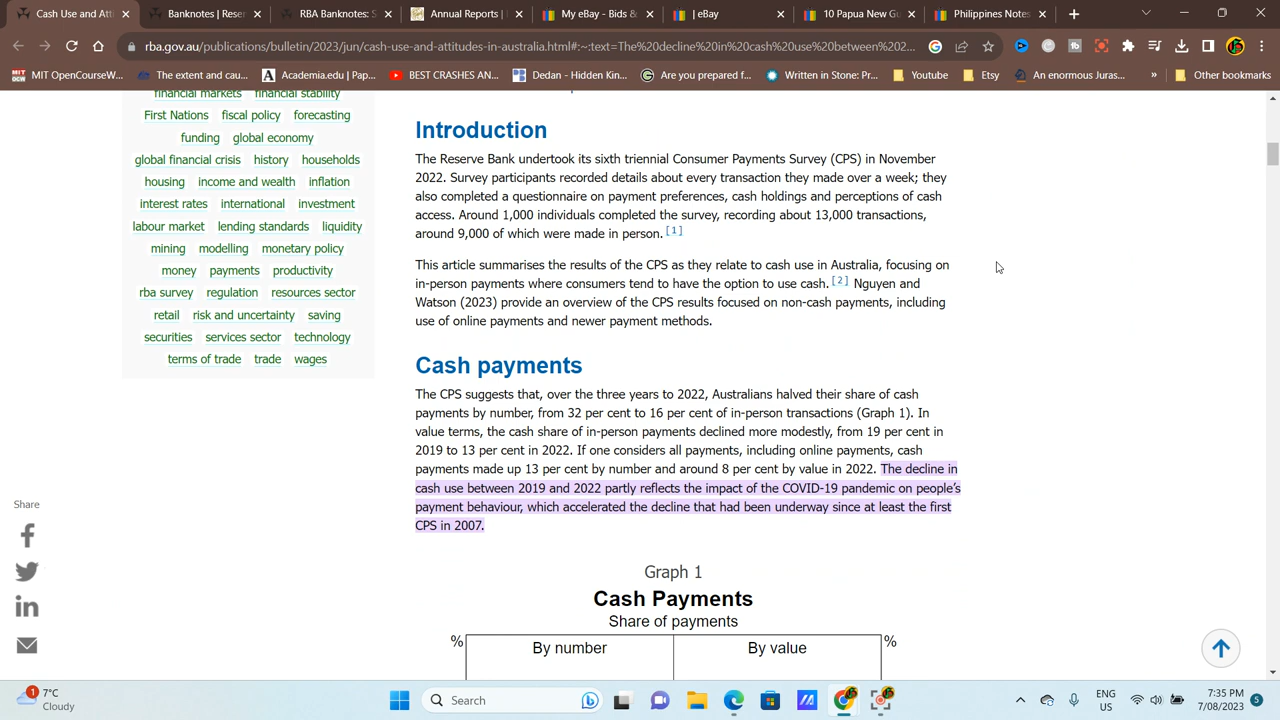 Cash Use and Atti
Banknotes | Rese
RBA Banknotes: S
Annual Reports |
My eBay - Bids &
| eBay
10 Papua New Gu
Philippines Notes
rba.gov.au/publications/bulletin/2023/jun/cash-use-and-attitudes-in-australia.html#:~:text=The%20decline%20in%20cash%20use%20between%202...
MIT OpenCourseW...
The extent and cau...
Academia.edu | Pap...
BEST CRASHES AN...
Dedan - Hidden Kin...
Are you prepared f...
Written in Stone: Pr...
Youtube
Etsy
An enormous Juras...
»
Other bookmarks
financial markets financial stability
First Nations fiscal policy forecasting
funding global economy
global financial crisis history households
housing income and wealth inflation
interest rates international investment
labour market lending standards liquidity
mining modelling monetary policy
money payments productivity
rba survey regulation resources sector
retail risk and uncertainty saving
securities services sector technology
terms of trade trade wages
Share
Introduction
The Reserve Bank undertook its sixth triennial Consumer Payments Survey (CPS) in November
2022. Survey participants recorded details about every transaction they made over a week; they
also completed a questionnaire on payment preferences, cash holdings and perceptions of cash
access. Around 1,000 individuals completed the survey, recording about 13,000 transactions,
around 9,000 of which were made in person. [1]
This article summarises the results of the CPS as they relate to cash use in Australia, focusing on
in-person payments where consumers tend to have the option to use cash. [2] Nguyen and
Watson (2023) provide an overview of the CPS results focused on non-cash payments, including
use of online payments and newer payment methods.
Cash payments
The CPS suggests that, over the three years to 2022, Australians halved their share of cash
payments by number, from 32 per cent to 16 per cent of in-person transactions (Graph 1). In
value terms, the cash share of in-person payments declined more modestly, from 19 per cent in
2019 to 13 per cent in 2022. If one considers all payments, including online payments, cash
payments made up 13 per cent by number and around 8 per cent by value in 2022. The decline in
cash use between 2019 and 2022 partly reflects the impact of the COVID-19 pandemic on people's
payment behaviour, which accelerated the decline that had been underway since at least the first
CPS in 2007.
Graph 1
Cash Payments
Share of payments
% By number By value %
1 7°C
Cloudy
Search
ENG
US
7:35 PM
7/08/2023
5